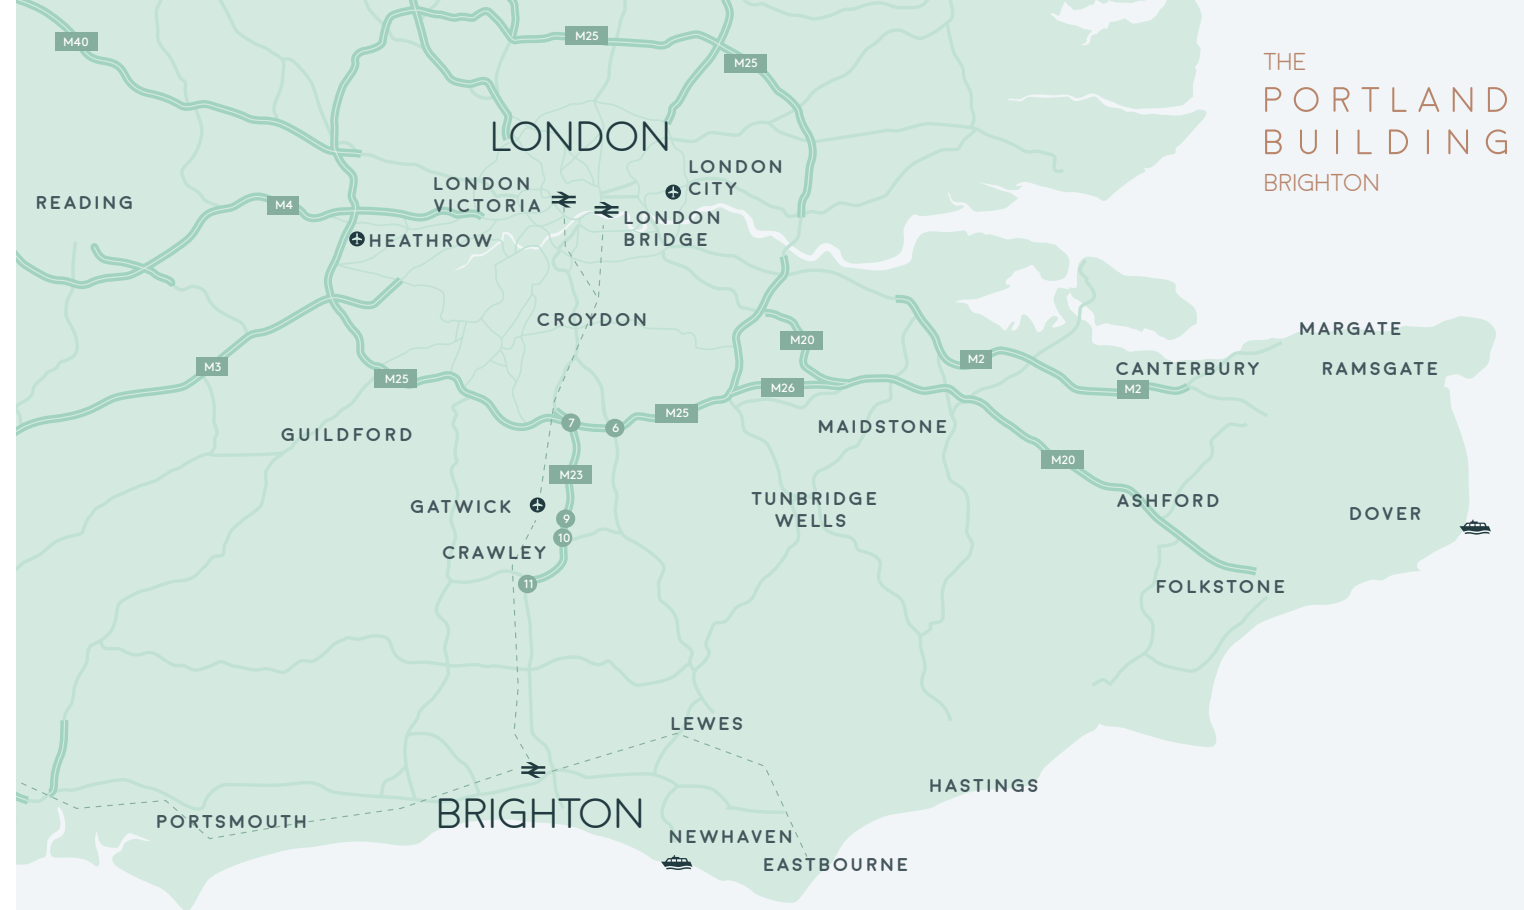 M40
M25
M25
THE
PORTLAND
BUILDING
BRIGHTON
LONDON
LONDON
CITY
LONDON
VICTORIA
READING
M4
LONDON
BRIDGE
HEATHROW
CROYDON
MARGATE
M20
M2
M3
CANTERBURY
RAMSGATE
M25
M26
M2
M25
7
6
MAIDSTONE
GUILDFORD
M20
M23
TUNBRIDGE
WELLS
ASHFORD
GATWICK
DOVER
9
10
CRAWLEY
11
FOLKSTONE
LEWES
HASTINGS
BRIGHTON
PORTSMOUTH
NEWHAVEN
EASTBOURNE